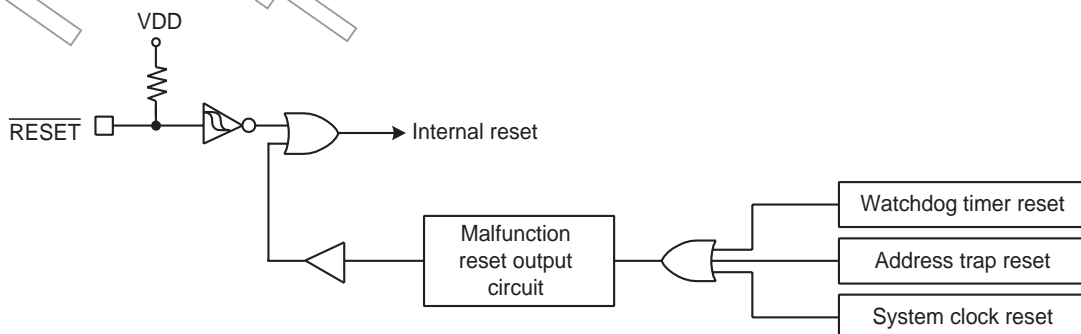 VDD
RESET
Internal reset
Watchdog timer reset
Malfunction
reset output
circuit
Address trap reset
System clock reset